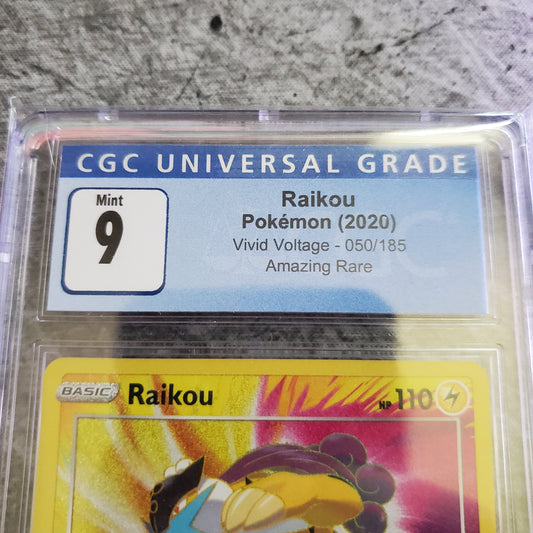 CGC UNIVERSAL GRADE
Mint
9
Raikou
Pokémon (2020)
Vivid Voltage - 050/185
Amazing Rare
BASIC Raikou HP 110